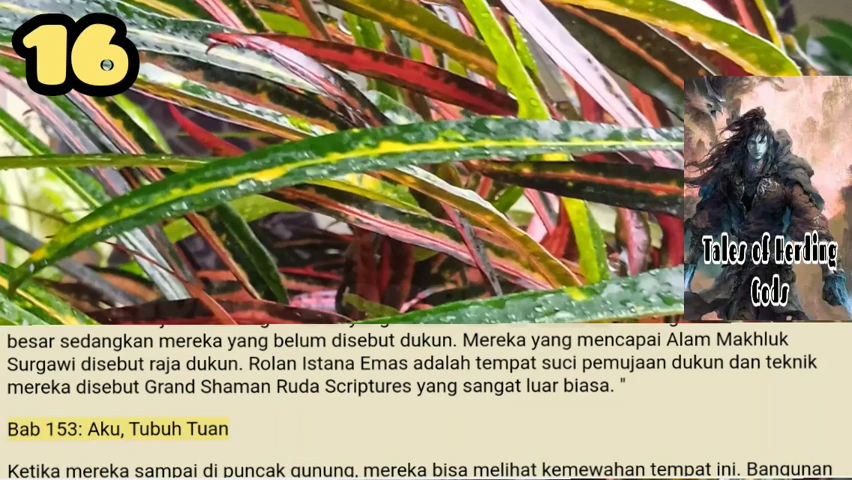 16
Tales of Herding
Gods
besar sedangkan mereka yang belum disebut dukun. Mereka yang mencapai Alam Makhluk
Surgawi disebut raja dukun. Rolan Istana Emas adalah tempat suci pemujaan dukun dan teknik
mereka disebut Grand Shaman Ruda Scriptures yang sangat luar biasa. "
Bab 153: Aku, Tubuh Tuan
Ketika mereka sampai di puncak gunung, mereka bisa melihat kemewahan tempat ini. Bangunan